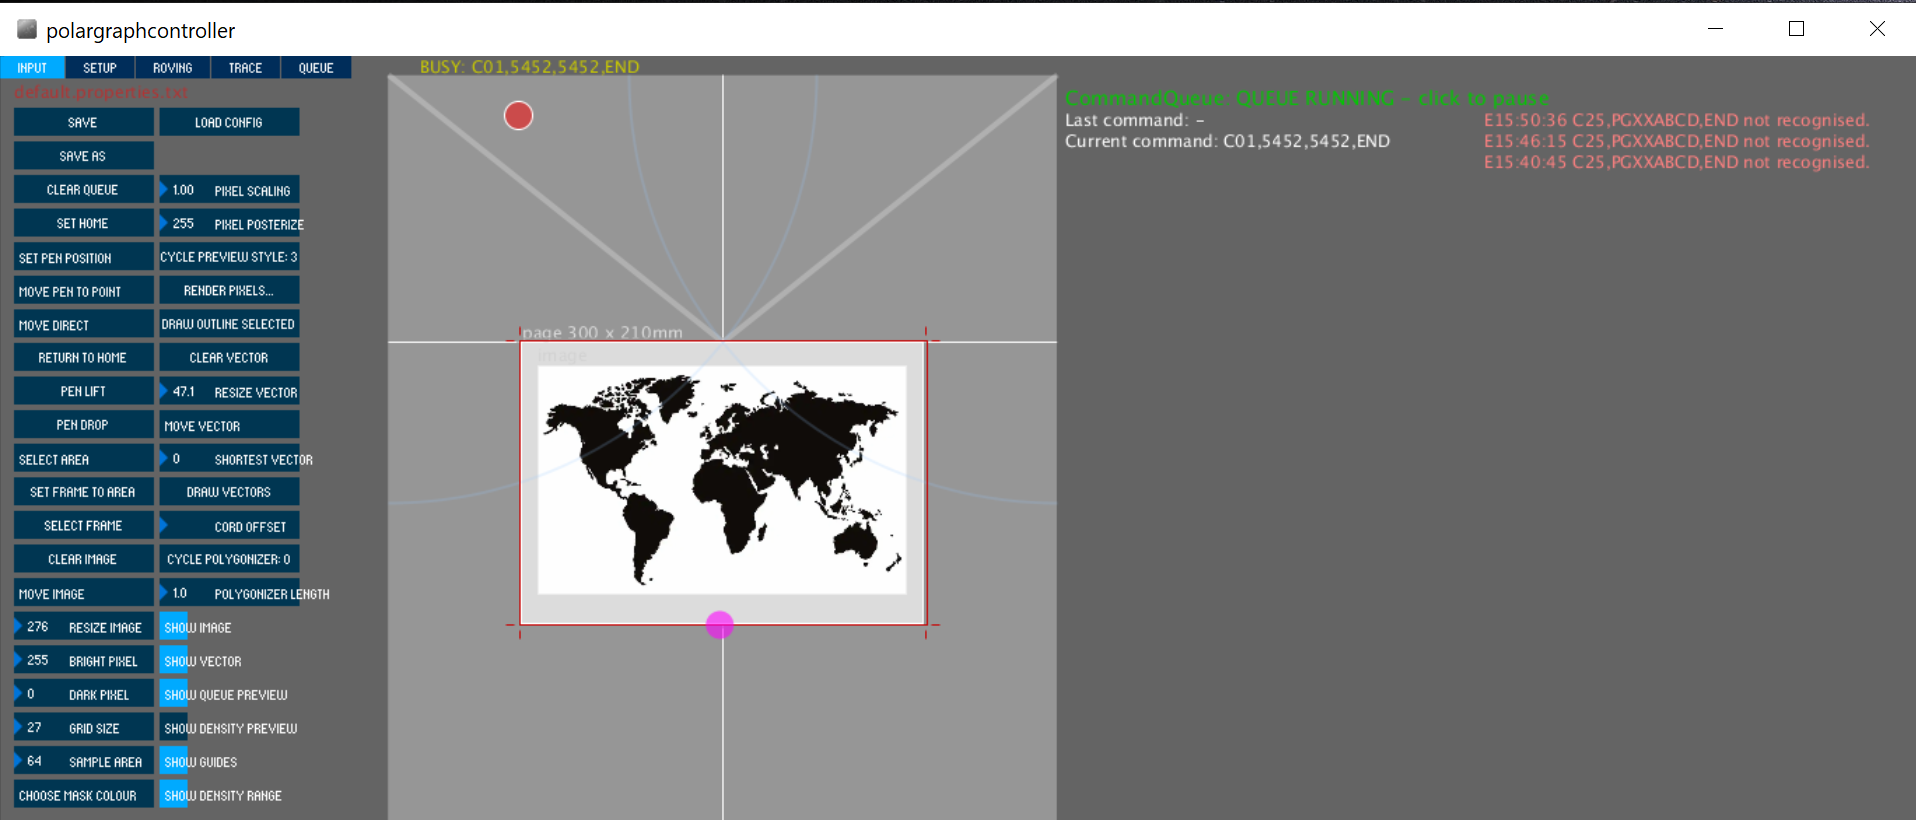 polargraphcontroller
INPUT SETUP ROVING TRACE QUEUE
BUSY: C01,5452,5452,END
default.properties.txt
SAVE LOAD CONFIG
SAVE AS
CLEAR QUEUE 1.00 PIXEL SCALING
SET HOME 255 PIXEL POSTERIZE
SET PEN POSITION CYCLE PREVIEW STYLE: 3
MOVE PEN TO POINT RENDER PIXELS...
MOVE DIRECT DRAW OUTLINE SELECTED
RETURN TO HOME CLEAR VECTOR
PEN LIFT 47.1 RESIZE VECTOR
PEN DROP MOVE VECTOR
SELECT AREA 0 SHORTEST VECTOR
SET FRAME TO AREA DRAW VECTORS
SELECT FRAME CORD OFFSET
CLEAR IMAGE CYCLE POLYGONIZER: 0
MOVE IMAGE 1.0 POLYGONIZER LENGTH
276 RESIZE IMAGE SHOW IMAGE
255 BRIGHT PIXEL SHOW VECTOR
0 DARK PIXEL SHOW QUEUE PREVIEW
27 GRID SIZE SHOW DENSITY PREVIEW
64 SAMPLE AREA SHOW GUIDES
CHOOSE MASK COLOUR SHOW DENSITY RANGE
page 300 x 210mm
image
CommandQueue: QUEUE RUNNING - click to pause
Last command: -
Current command: C01,5452,5452,END
E15:50:36 C25,PGXXABCD,END not recognised.
E15:46:15 C25,PGXXABCD,END not recognised.
E15:40:45 C25,PGXXABCD,END not recognised.